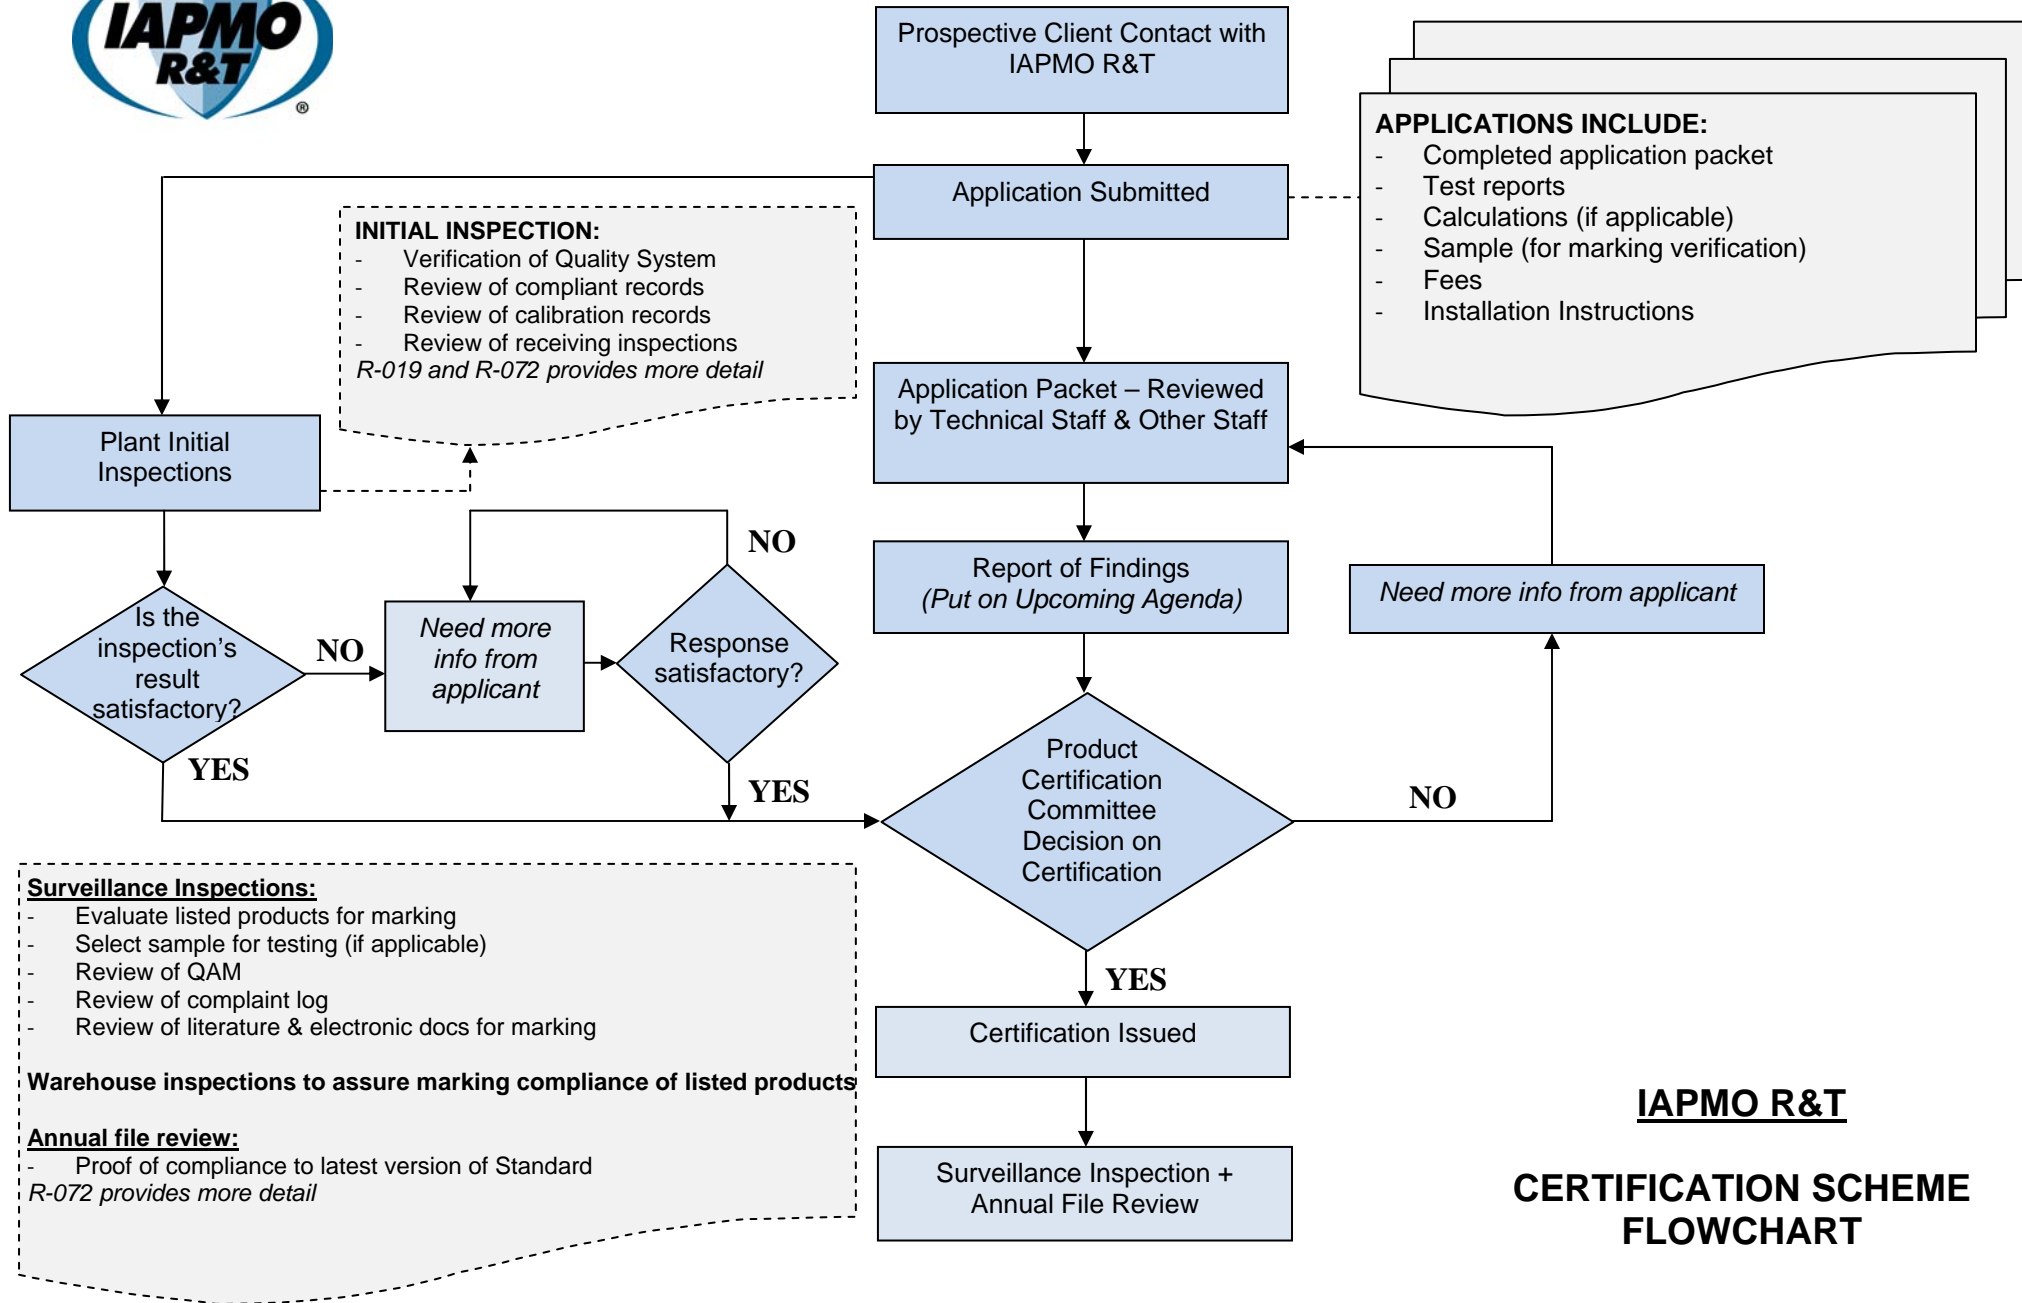 IAPMO
R&T
®
Prospective Client Contact with
IAPMO R&T
APPLICATIONS INCLUDE:
- Completed application packet
- Test reports
- Calculations (if applicable)
- Sample (for marking verification)
- Fees
- Installation Instructions
Application Submitted
INITIAL INSPECTION:
- Verification of Quality System
- Review of compliant records
- Review of calibration records
- Review of receiving inspections
R-019 and R-072 provides more detail
Application Packet – Reviewed
by Technical Staff & Other Staff
Plant Initial
Inspections
NO
Report of Findings
(Put on Upcoming Agenda)
Need more info from applicant
Is the
inspection’s
result
satisfactory?
NO
Need more
info from
applicant
Response
satisfactory?
YES
YES
Product
Certification
Committee
Decision on
Certification
NO
Surveillance Inspections:
- Evaluate listed products for marking
- Select sample for testing (if applicable)
- Review of QAM
- Review of complaint log
- Review of literature & electronic docs for marking
Warehouse inspections to assure marking compliance of listed products
Annual file review:
- Proof of compliance to latest version of Standard
R-072 provides more detail
YES
Certification Issued
Surveillance Inspection +
Annual File Review
IAPMO R&T
CERTIFICATION SCHEME
FLOWCHART